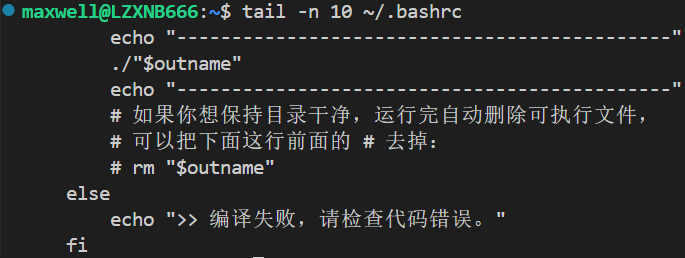 maxwell@LZXNB666:~$ tail -n 10 ~/.bashrc
        echo "---------------------------------------------"
        ./"$outname"
        echo "---------------------------------------------"
        # 如果你想保持目录干净，运行完自动删除可执行文件，
        # 可以把下面这行前面的 # 去掉：
        # rm "$outname"
    else
        echo ">> 编译失败，请检查代码错误。"
    fi